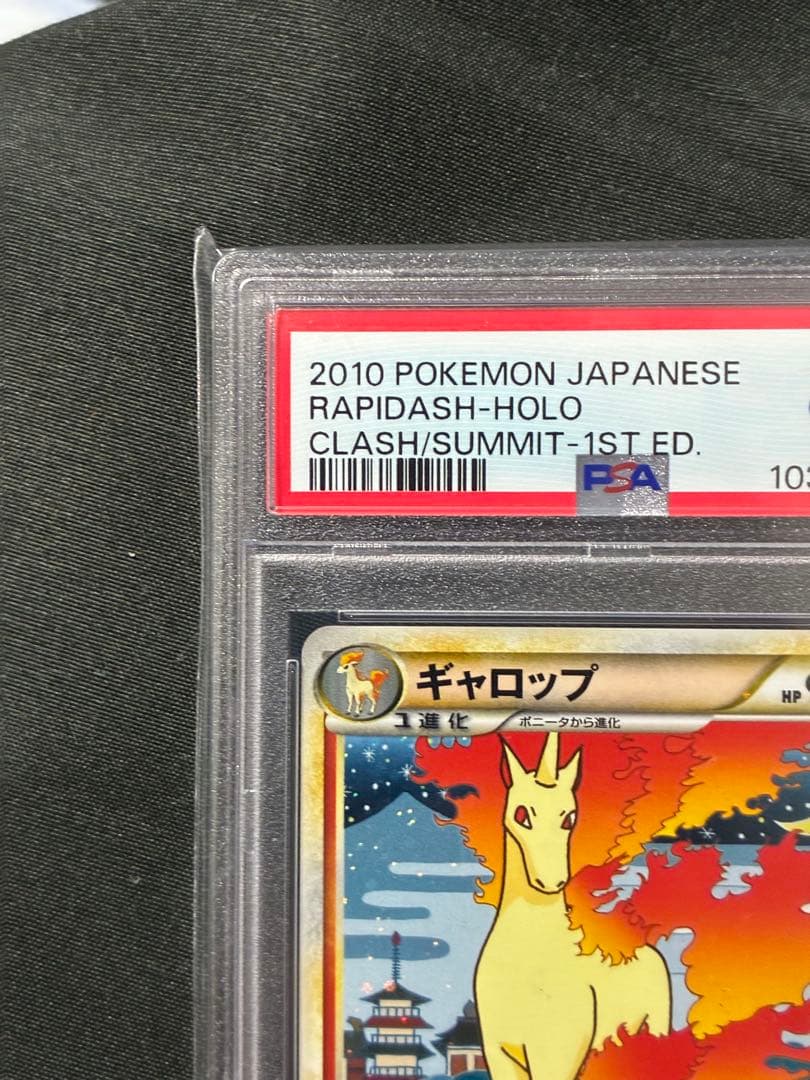 2010 POKEMON JAPANESE
RAPIDASH-HOLO
CLASH/SUMMIT-1ST ED.
PSA
103
ギャロップ
HP
1進化
ポニータから進化